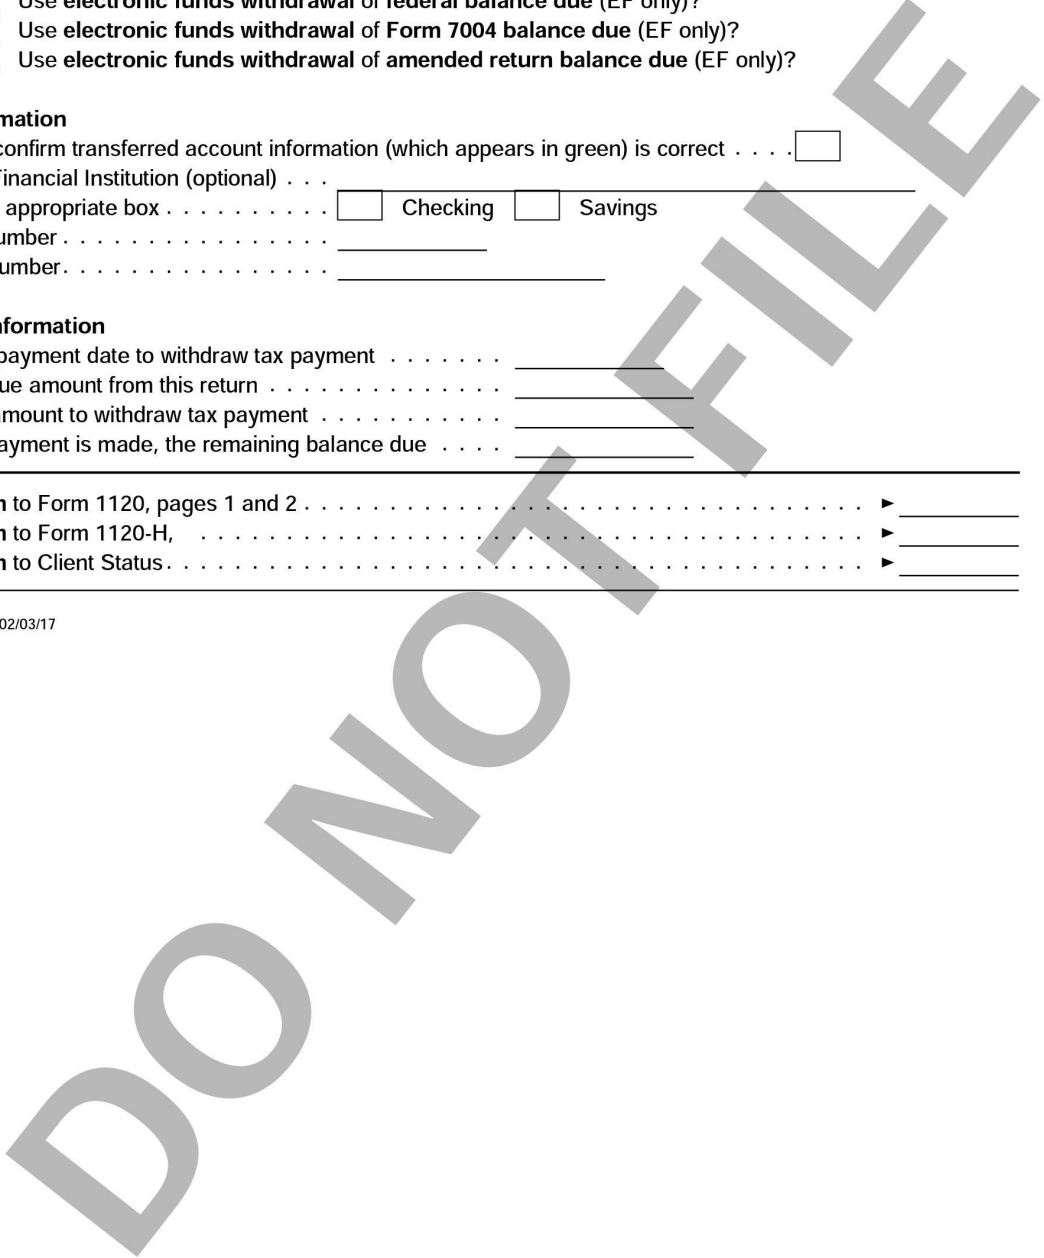 Use electronic funds withdrawal of federal balance due (EF only)?
Use electronic funds withdrawal of Form 7004 balance due (EF only)?
Use electronic funds withdrawal of amended return balance due (EF only)?
mation
confirm transferred account information (which appears in green) is correct . . . .
Financial Institution (optional) . . .
appropriate box . . . . . . . . . . Checking Savings
umber . . . . . . . . . . . . . . . .
umber. . . . . . . . . . . . . . . .
nformation
payment date to withdraw tax payment . . . . . . .
ue amount from this return . . . . . . . . . . . . . .
amount to withdraw tax payment . . . . . . . . . . .
ayment is made, the remaining balance due . . . .
n to Form 1120, pages 1 and 2 . . . . . . . . . . . . . . . . . . . . . . . . . . . . . . . . . ►
n to Form 1120-H, . . . . . . . . . . . . . . . . . . . . . . . . . . . . . . . . . . . . . . . ►
n to Client Status . . . . . . . . . . . . . . . . . . . . . . . . . . . . . . . . . . . . . . . . . ►
02/03/17
DO NOT FILE